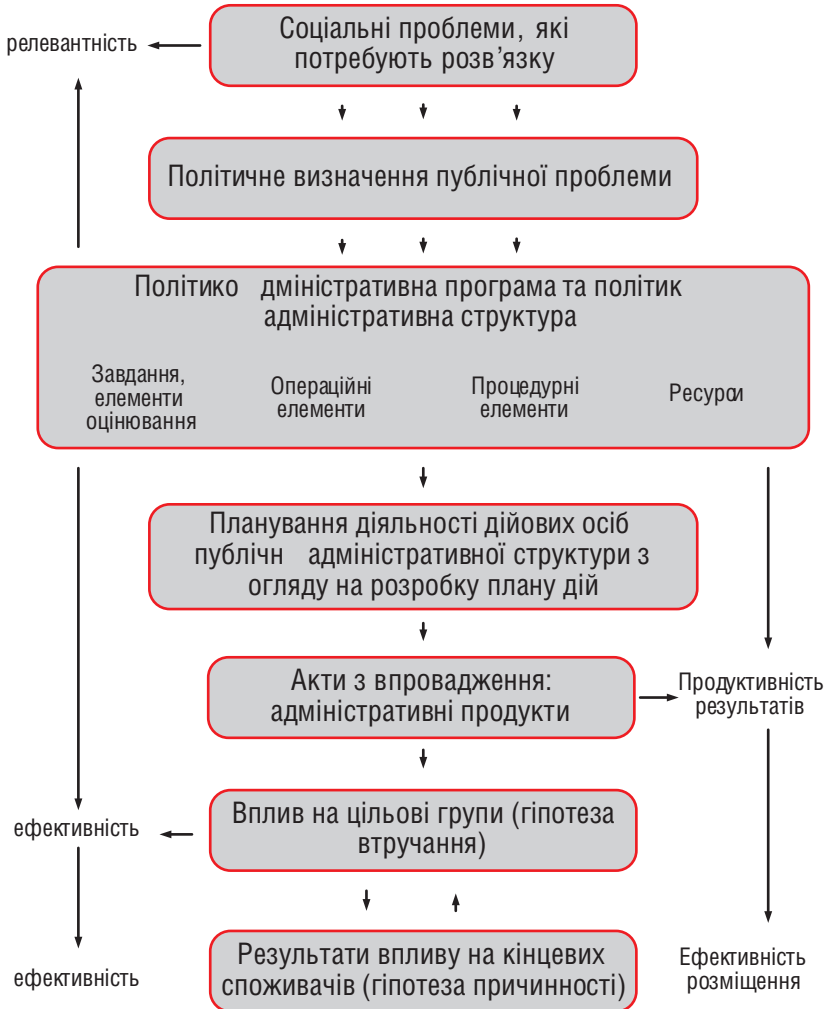 Соціальні проблеми, які
потребують розв’язку
релевантність
Політичне визначення публічної проблеми
Політико дміністративна програма та політик
адміністративна структура
Завдання,
елементи
оцінювання
Операційні
елементи
Процедурні
елементи
Ресурси
Планування діяльності дійових осіб
публічн адміністративної структури з
огляду на розробку плану дій
Акти з впровадження:
адміністративні продукти
Продуктивність
результатів
Вплив на цільові групи (гіпотеза
втручання)
ефективність
Результати впливу на кінцевих
споживачів (гіпотеза причинності)
ефективність
Ефективність
розміщення